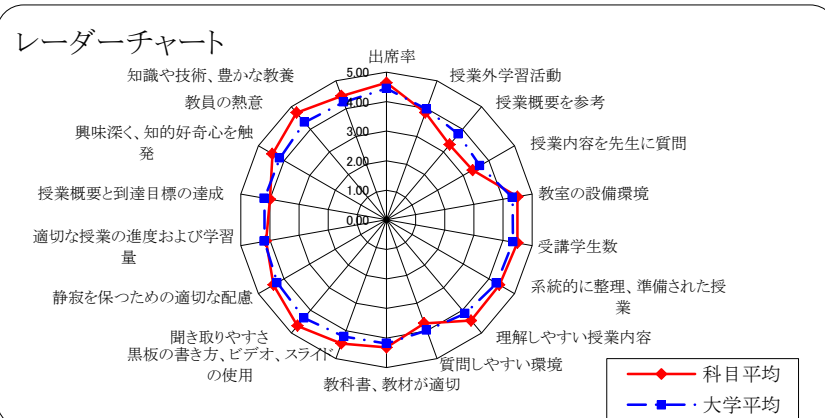 レーダーチャート
出席率
授業外学習活動
授業概要を参考
授業内容を先生に質問
教室の設備環境
受講学生数
系統的に整理、準備された授
業
理解しやすい授業内容
質問しやすい環境
教科書、教材が適切
黒板の書き方、ビデオ、スライド
の使用
聞き取りやすさ
静寂を保つための適切な配慮
適切な授業の進度および学習
量
授業概要と到達目標の達成
興味深く、知的好奇心を触
発
教員の熱意
知識や技術、豊かな教養
5.00
4.00
3.00
2.00
1.00
0.00
科目平均
大学平均